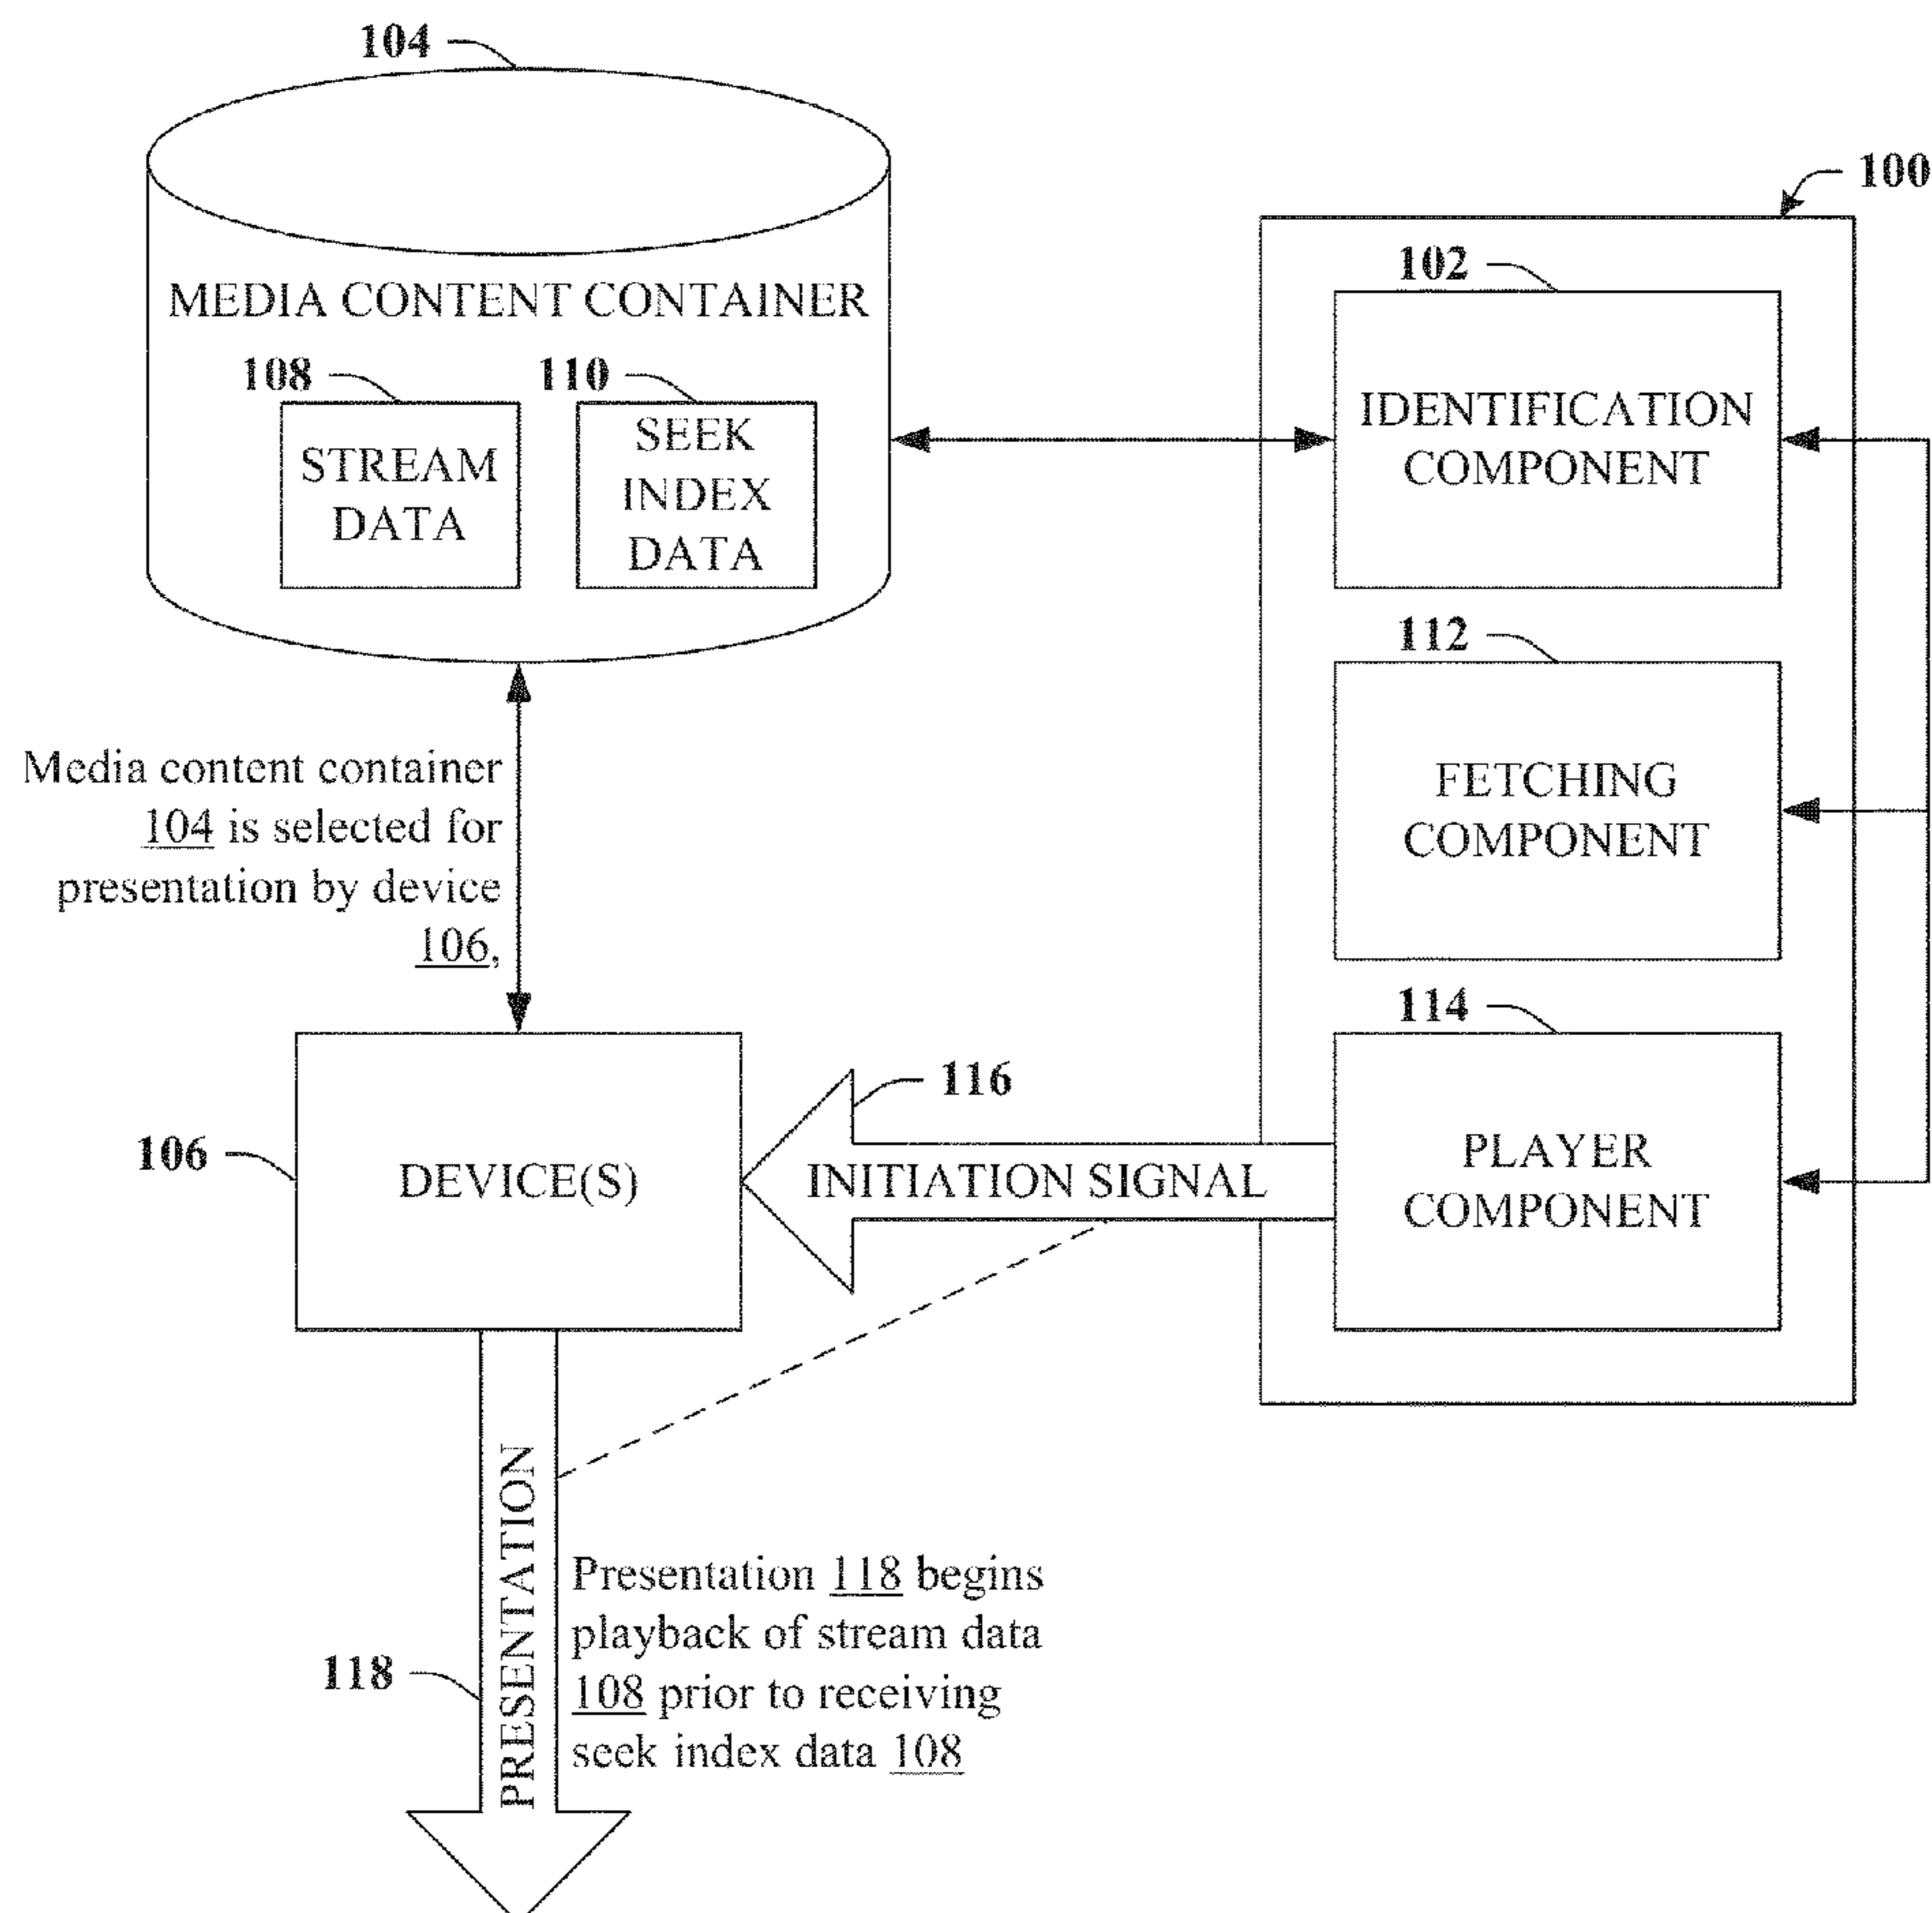 104
100
MEDIA CONTENT CONTAINER
108
110
STREAM
DATA
SEEK
INDEX
DATA
102
IDENTIFICATION
COMPONENT
112
FETCHING
COMPONENT
Media content container
104 is selected for
presentation by device
106,
114
PLAYER
COMPONENT
116
INITIATION SIGNAL
106
DEVICE(S)
118
PRESENTATION
Presentation 118 begins
playback of stream data
108 prior to receiving
seek index data 108